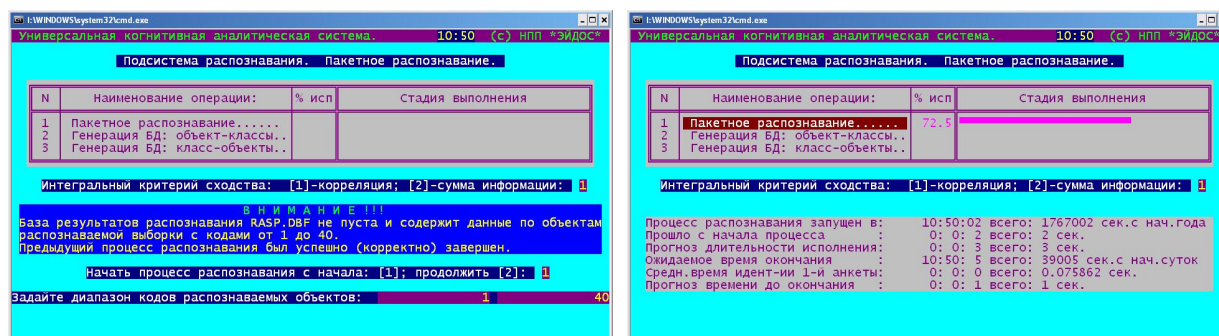 I:\WINDOWS\system32\cmd.exe
Универсальная когнитивная аналитическая система. 10:50 (с) НПП *ЭЙДОС*
Подсистема распознавания. Пакетное распознавание.
N Наименование операции: % исп Стадия выполнения
1 Пакетное распознавание......
2 Генерация БД: объект-классы..
3 Генерация БД: класс-объекты..
Интегральный критерий сходства: [1]-корреляция; [2]-сумма информации: 1
В Н И М А Н И Е !!!
База результатов распознавания RASP.DBF не пуста и содержит данные по объектам
распознаваемой выборки с кодами от 1 до 40.
Предыдущий процесс распознавания был успешно (корректно) завершен.
Начать процесс распознавания с начала: [1]; продолжить [2]: 1
Задайте диапазон кодов распознаваемых объектов: 1 40
I:\WINDOWS\system32\cmd.exe
Универсальная когнитивная аналитическая система. 10:50 (с) НПП *ЭЙДОС*
Подсистема распознавания. Пакетное распознавание.
N Наименование операции: % исп Стадия выполнения
1 Пакетное распознавание...... 72.5
2 Генерация БД: объект-классы..
3 Генерация БД: класс-объекты..
Интегральный критерий сходства: [1]-корреляция; [2]-сумма информации: 1
Процесс распознавания запущен в: 10:50:02 всего: 1767002 сек.с нач.года
Прошло с начала процесса : 0: 0: 2 всего: 2 сек.
Прогноз длительности исполнения: 0: 0: 3 всего: 3 сек.
Ожидаемое время окончания : 10:50: 5 всего: 39005 сек.с нач.суток
Средн.время идент-ии 1-й анкеты: 0: 0: 0 всего: 0.075862 сек.
Прогноз времени до окончания : 0: 0: 1 всего: 1 сек.